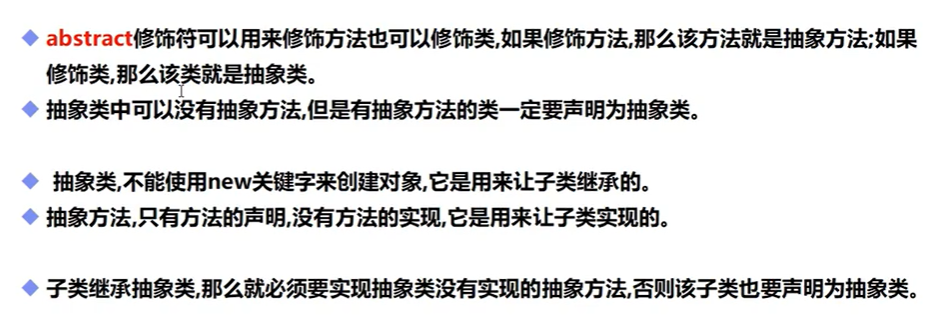 abstract修饰符可以用来修饰方法也可以修饰类,如果修饰方法,那么该方法就是抽象方法;如果
修饰类,那么该类就是抽象类。
抽象类中可以没有抽象方法,但是有抽象方法的类一定要声明为抽象类。
抽象类,不能使用new关键字来创建对象,它是用来让子类继承的。
抽象方法,只有方法的声明,没有方法的实现,它是用来让子类实现的。
子类继承抽象类,那么就必须要实现抽象类没有实现的抽象方法,否则该子类也要声明为抽象类。